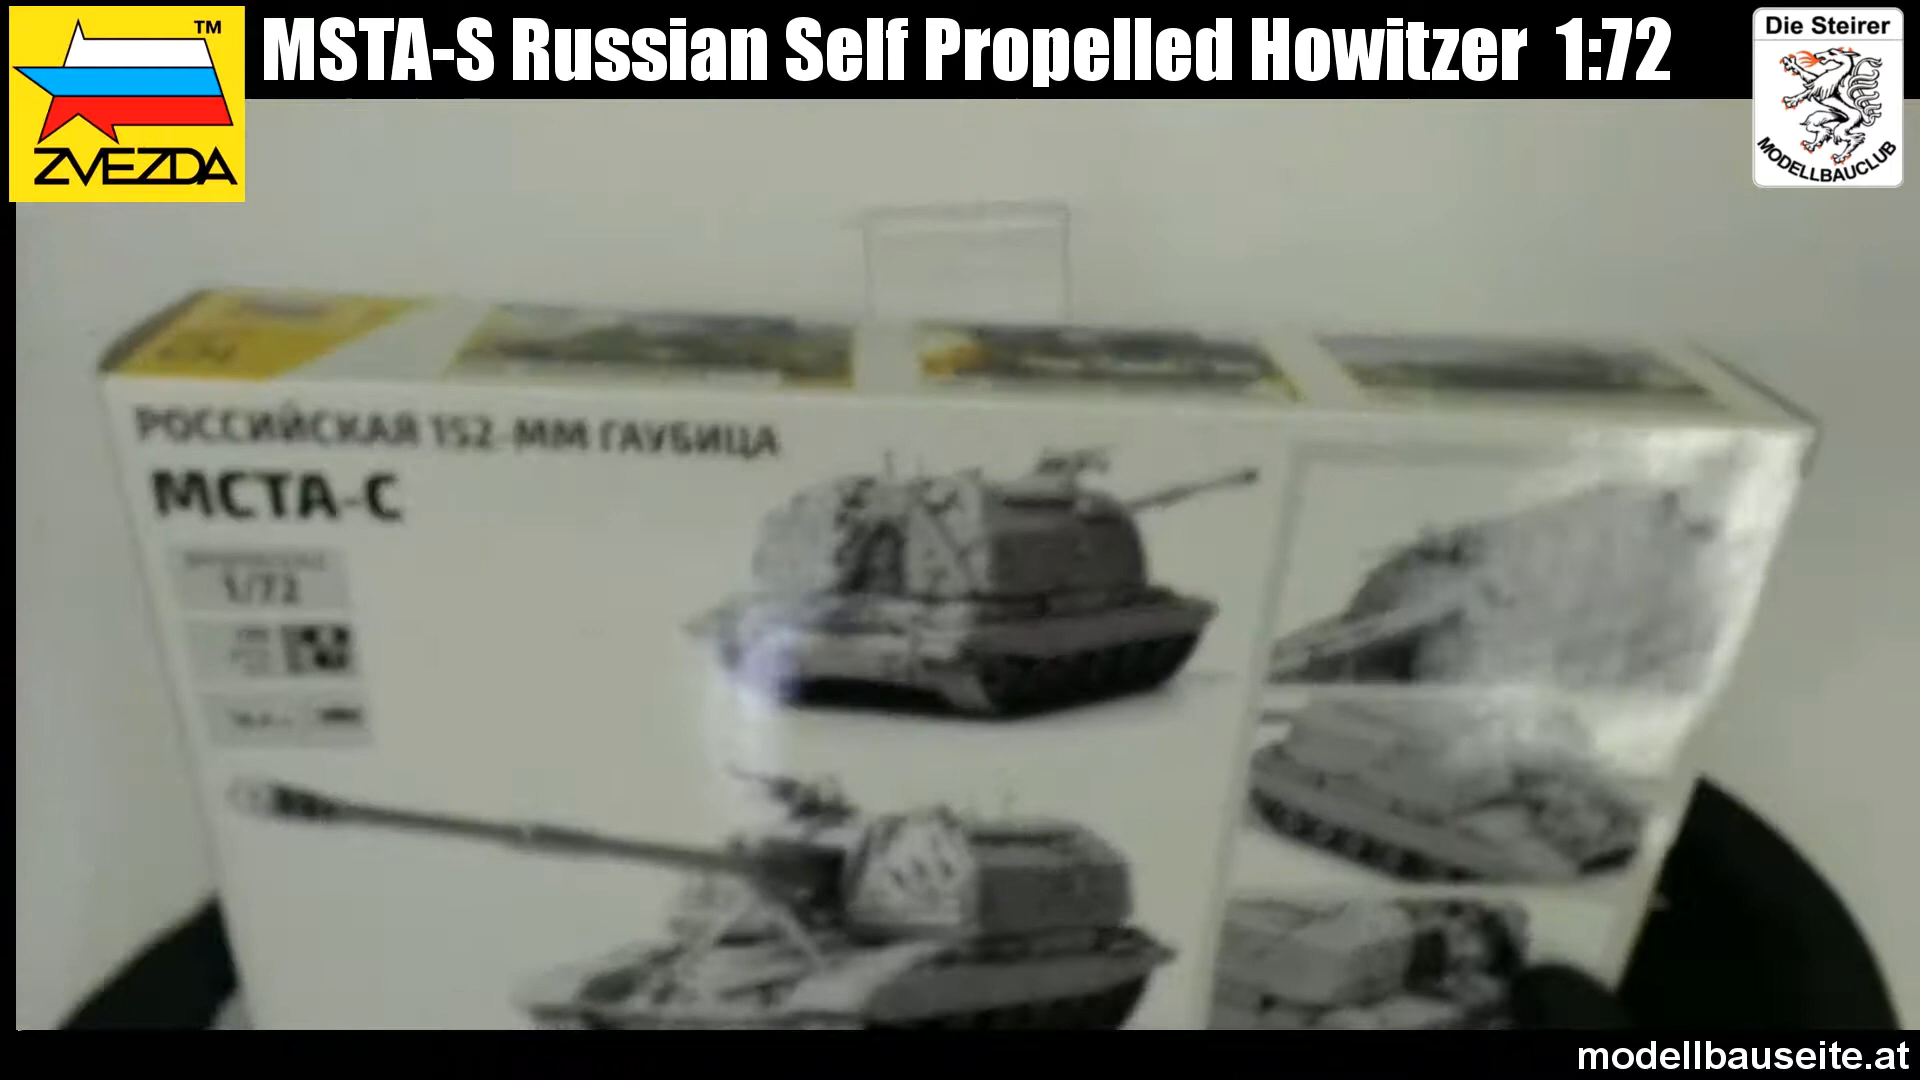 MSTA-S Russian Self Propelled Howitzer 1:72
TM
ZVEZDA
Die Steirer
MODELLBAUCLUB
РОССИЙСКАЯ 152-ММ ГАУБИЦА
МСТА-С
1/72
modellbauseite.at